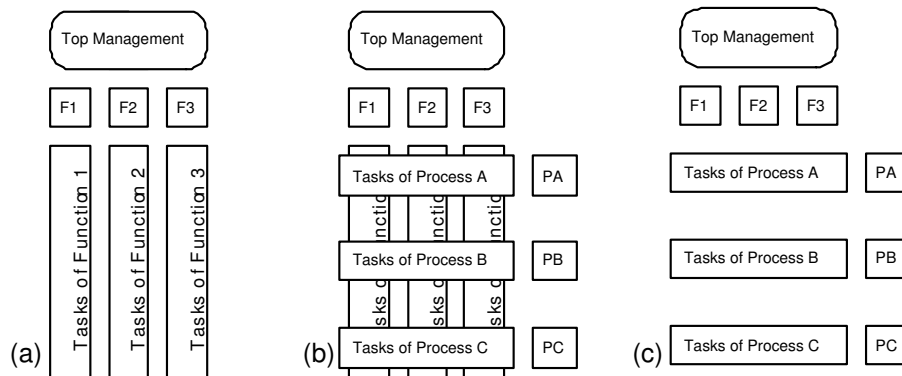 Top Management
F1 F2 F3
Tasks of Function 1
Tasks of Function 2
Tasks of Function 3
(a)
Top Management
F1 F2 F3
Tasks of Process A PA
Tasks of Process B PB
Tasks of Process C PC
(b)
Top Management
F1 F2 F3
Tasks of Process A PA
Tasks of Process B PB
Tasks of Process C PC
(c)